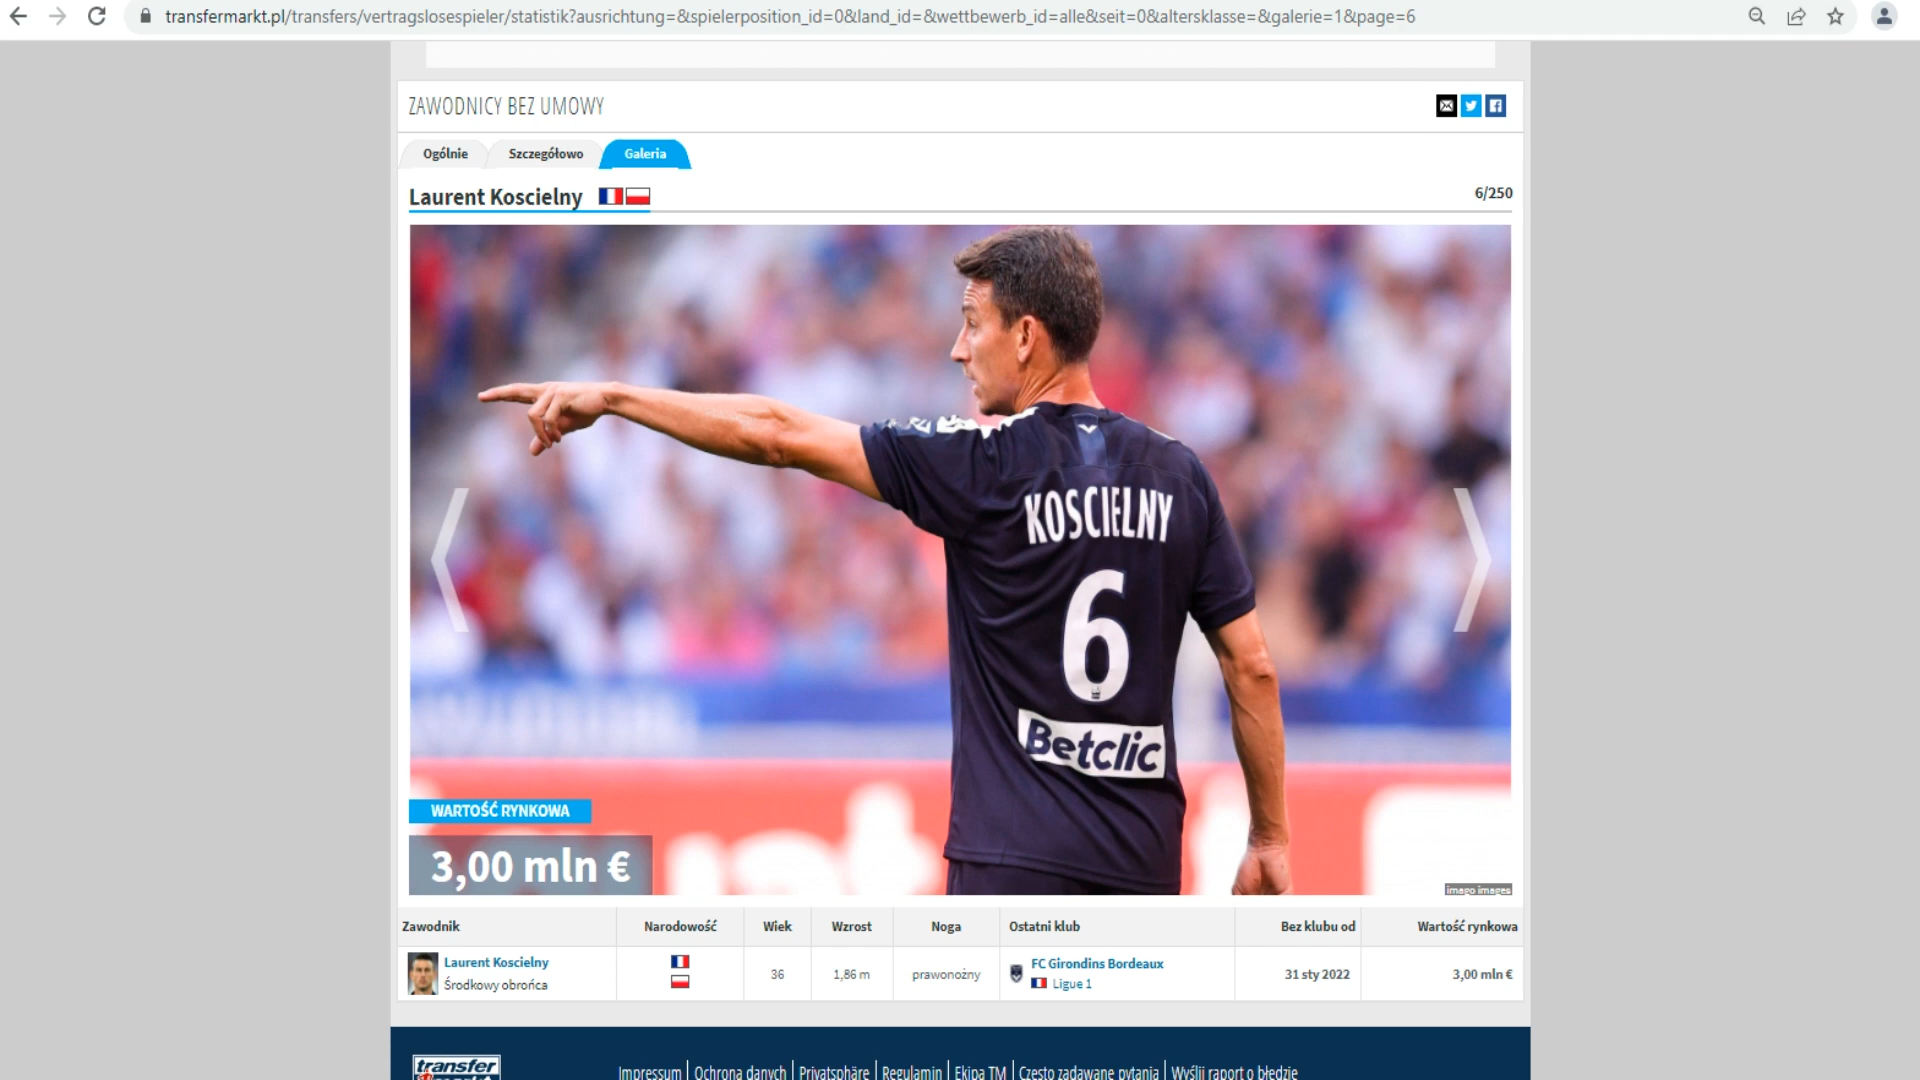 transfermarkt.pl/transfers/vertragslosespieler/statistik?ausrichtung=&spielerposition_id=0&land_id=&wettbewerb_id=alle&seit=0&altersklasse=&galerie=1&page=6
ZAWODNICY BEZ UMOWY
Ogólnie Szczegółowo Galeria
Laurent Koscielny 6/250
KOSCIELNY
6
Betclic
WARTOŚĆ RYNKOWA
3,00 mln €
imago images
Zawodnik Narodowość Wiek Wzrost Noga Ostatni klub Bez klubu od Wartość rynkowa
Laurent Koscielny
Środkowy obrońca
36 1,86 m prawonożny
FC Girondins Bordeaux
Ligue 1
31 sty 2022 3,00 mln €
transfer
Impressum | Ochrona danych | Privatsphäre | Regulamin | Ekipa TM | Często zadawane pytania | Wyślij raport o błędzie